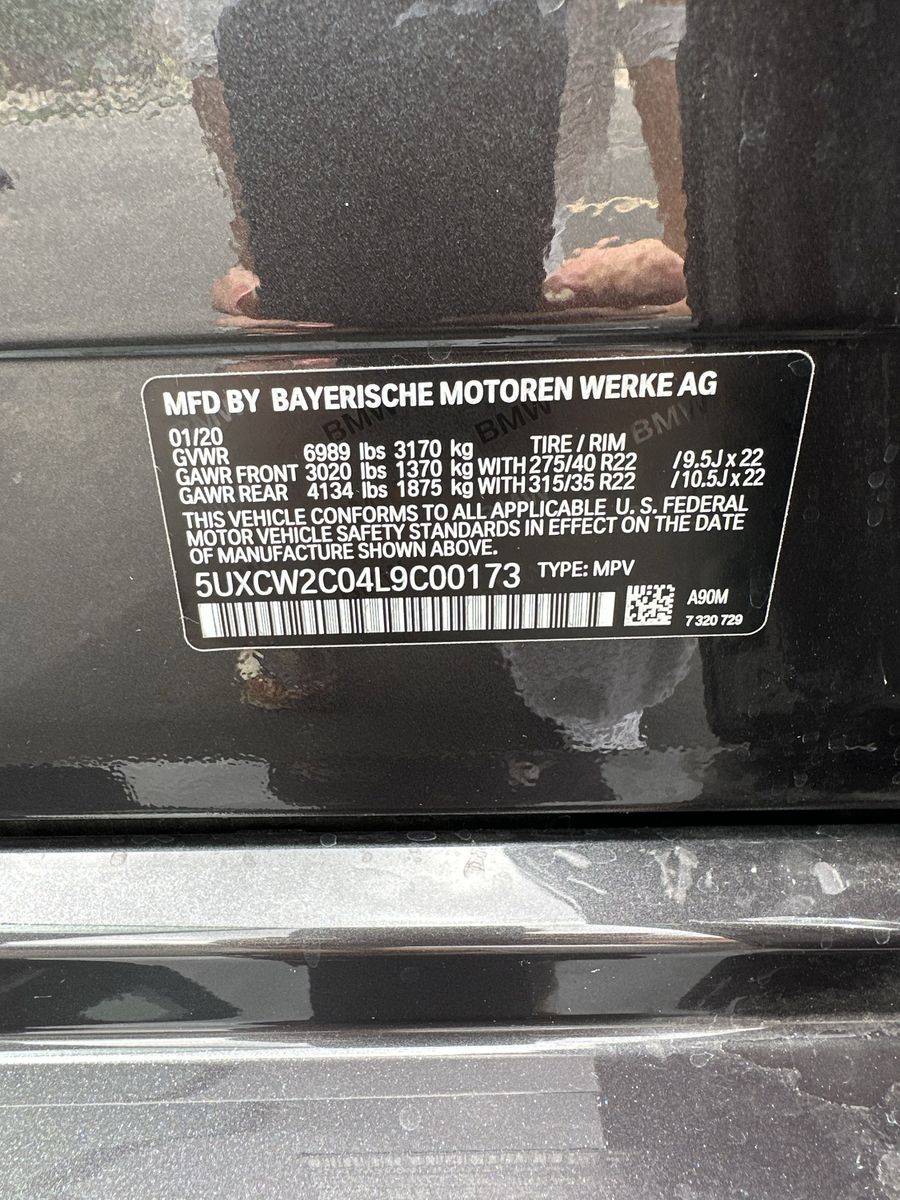 MFD BY BAYERISCHE MOTOREN WERKE AG
BMW BMW BMW
01/20 TIRE / RIM
GVWR 6989 lbs 3170 kg
GAWR FRONT 3020 lbs 1370 kg WITH 275/40 R22 /9.5J x 22
GAWR REAR 4134 lbs 1875 kg WITH 315/35 R22 /10.5J x 22
THIS VEHICLE CONFORMS TO ALL APPLICABLE U. S. FEDERAL
MOTOR VEHICLE SAFETY STANDARDS IN EFFECT ON THE DATE
OF MANUFACTURE SHOWN ABOVE.
5UXCW2C04L9C00173 TYPE: MPV
A90M
7 320 729